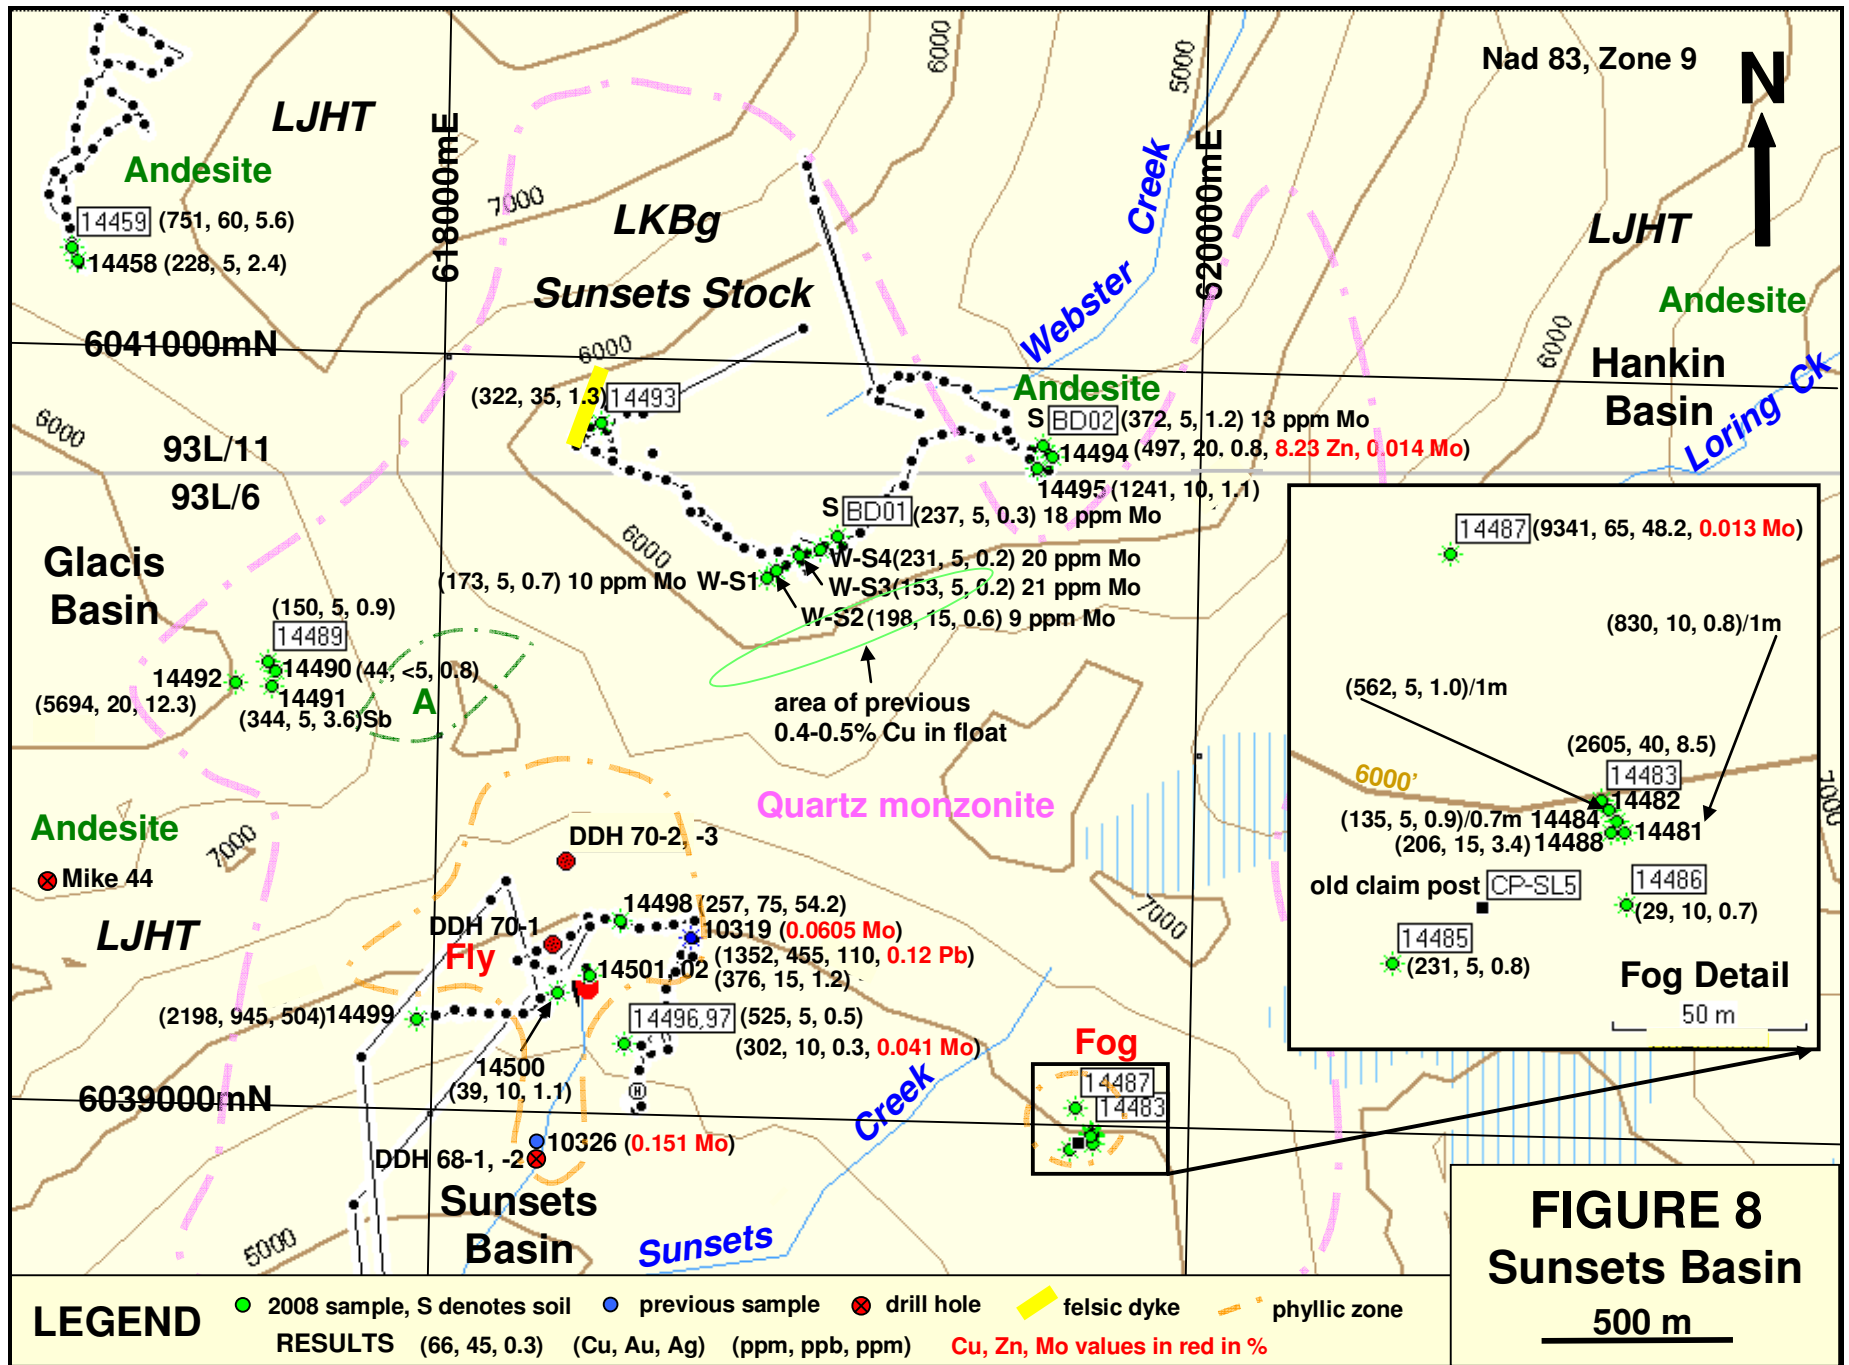 Nad 83, Zone 9
N
6000
5000
LJHT
Andesite
618000mE
620000mE
Webster Creek
7000
LKBg
LJHT
14459 (751, 60, 5.6)
14458 (228, 5, 2.4)
Sunsets Stock
Andesite
6041000mN
6000
6000
Hankin
Basin
Loring Ck
(322, 35, 1.3) 14493
Andesite
S BD02 (372, 5, 1.2) 13 ppm Mo
14494 (497, 20, 0.8, 8.23 Zn, 0.014 Mo)
14495 (1241, 10, 1.1)
6000
93L/11
93L/6
S BD01 (237, 5, 0.3) 18 ppm Mo
6000
W-S4 (231, 5, 0.2) 20 ppm Mo
(173, 5, 0.7) 10 ppm Mo W-S1
W-S3 (153, 5, 0.2) 21 ppm Mo
W-S2 (198, 15, 0.6) 9 ppm Mo
Glacis
Basin
(150, 5, 0.9)
14489
14490 (44, <5, 0.8)
14492
14491
(5694, 20, 12.3)
(344, 5, 3.6)Sb
A
area of previous
0.4-0.5% Cu in float
14487 (9341, 65, 48.2, 0.013 Mo)
(830, 10, 0.8)/1m
(562, 5, 1.0)/1m
(2605, 40, 8.5)
14483
6000'
14482
(135, 5, 0.9)/0.7m 14484
14481
(206, 15, 3.4) 14488
old claim post CP-SL5
14486
(29, 10, 0.7)
14485
(231, 5, 0.8)
Fog Detail
50 m
7000
Quartz monzonite
Andesite
7000
Mike 44
LJHT
DDH 70-2, -3
14498 (257, 75, 54.2)
DDH 70-1
10319 (0.0605 Mo)
Fly
(1352, 455, 110, 0.12 Pb)
14501, 02
(376, 15, 1.2)
7000
(2198, 945, 504) 14499
14496,97 (525, 5, 0.5)
(302, 10, 0.3, 0.041 Mo)
14500
(39, 10, 1.1)
H
Fog
14487
14483
6039000mN
10326 (0.151 Mo)
DDH 68-1, -2
Sunsets
Basin
5000
Sunsets Creek
FIGURE 8
Sunsets Basin
500 m
LEGEND
2008 sample, S denotes soil
previous sample
drill hole
felsic dyke
phyllic zone
RESULTS (66, 45, 0.3) (Cu, Au, Ag) (ppm, ppb, ppm) Cu, Zn, Mo values in red in %